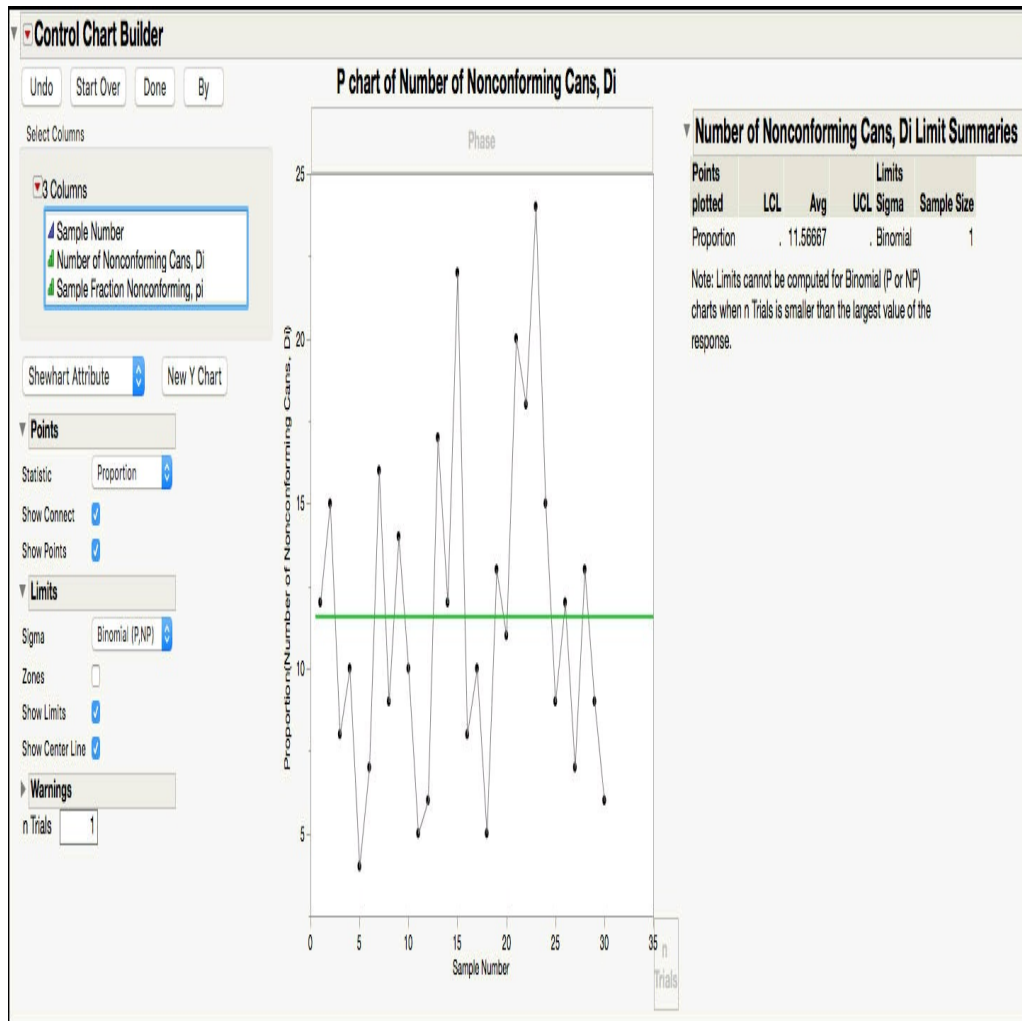 Control Chart Builder
Undo
Start Over
Done
By
Select Columns
3 Columns
Sample Number
Number of Nonconforming Cans, Di
Sample Fraction Nonconforming, pi
Shewhart Attribute
New Y Chart
Points
Statistic
Proportion
Show Connect
Show Points
Limits
Sigma
Binomial (P,NP)
Zones
Show Limits
Show Center Line
Warnings
n Trials
1
P chart of Number of Nonconforming Cans, Di
Phase
Proportion(Number of Nonconforming Cans, Di)
25
20
15
10
5
0 5 10 15 20 25 30 35
Sample Number
n
Trials
Number of Nonconforming Cans, Di Limit Summaries
Points Limits
plotted LCL Avg UCL Sigma Sample Size
Proportion . 11.56667 . Binomial 1
Note: Limits cannot be computed for Binomial (P or NP)
charts when n Trials is smaller than the largest value of the
response.